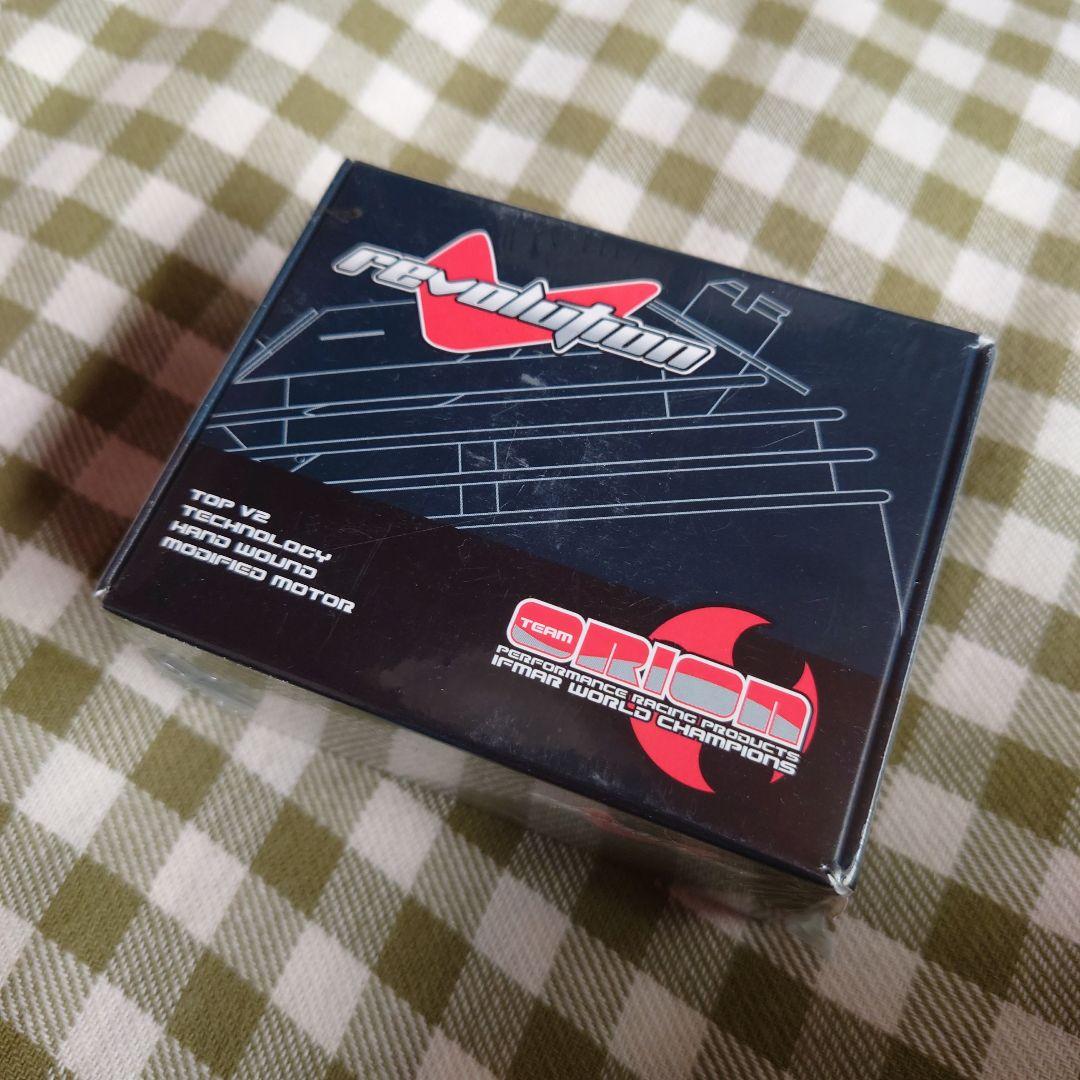 revolution
TOP V2
TECHNOLOGY
HAND WOUND
MODIFIED MOTOR
TEAM
ORION
PERFORMANCE RACING PRODUCTS
IFMAR WORLD CHAMPIONS